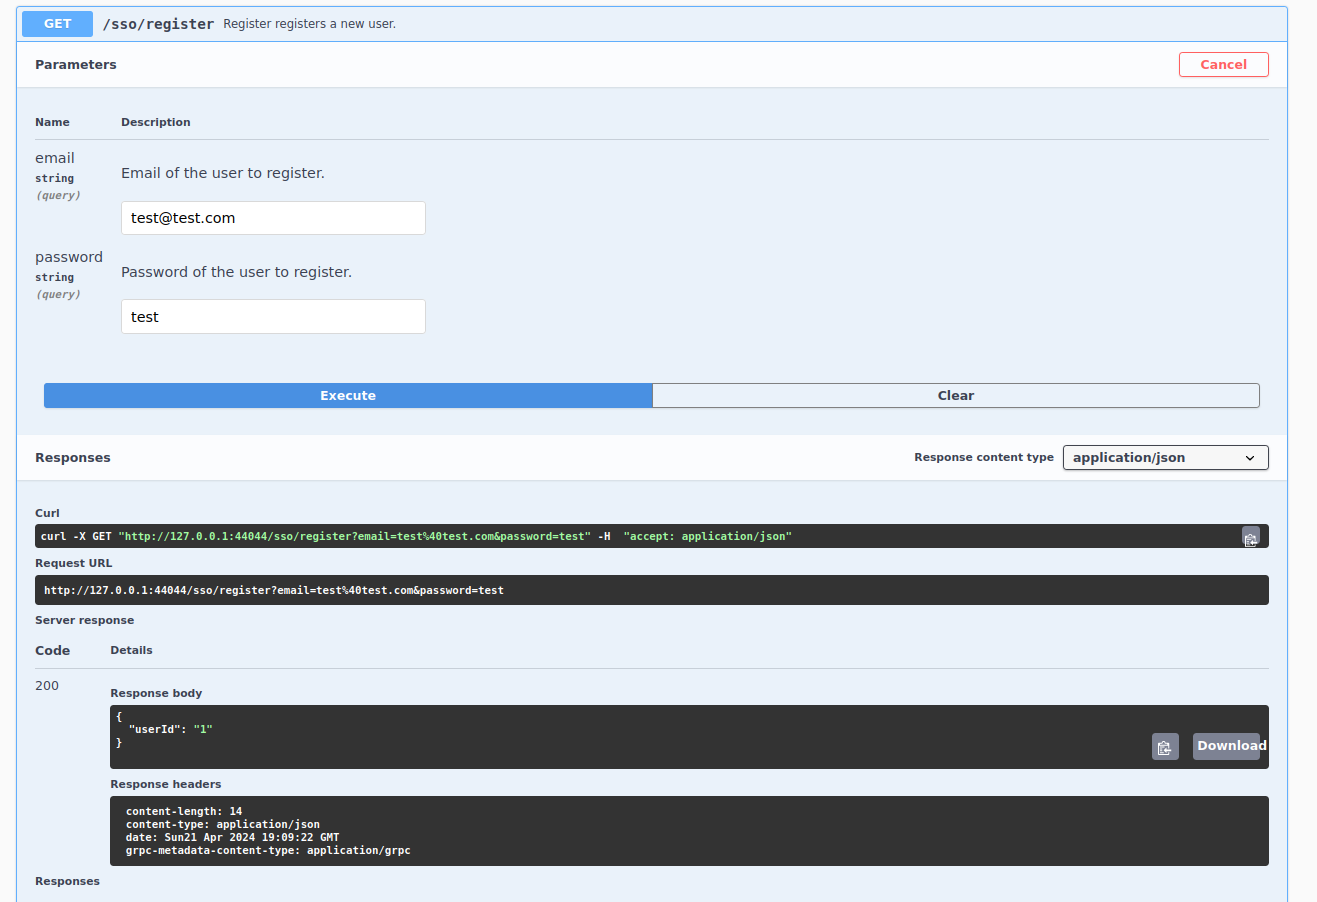 GET /sso/register Register registers a new user.
Parameters Cancel
Name Description
email
string
(query)
Email of the user to register.
test@test.com
password
string
(query)
Password of the user to register.
test
Execute Clear
Responses Response content type application/json
Curl
curl -X GET "http://127.0.0.1:44044/sso/register?email=test%40test.com&password=test" -H  "accept: application/json"
Request URL
http://127.0.0.1:44044/sso/register?email=test%40test.com&password=test
Server response
Code Details
200
Response body
{
  "userId": "1"
}
Download
Response headers
content-length: 14
content-type: application/json
date: Sun21 Apr 2024 19:09:22 GMT
grpc-metadata-content-type: application/grpc
Responses